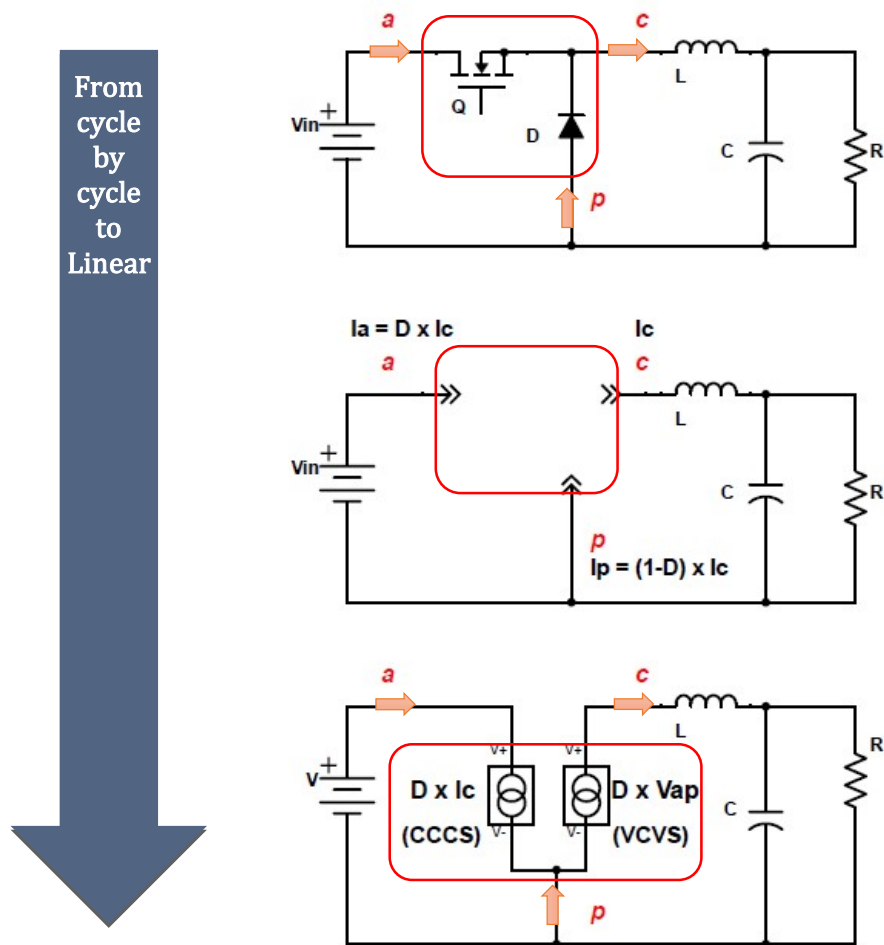 From
cycle
by
cycle
to
Linear
a
c
Q
L
Vin
+
D
C
R
p
Ia = D x Ic
Ic
a
c
L
Vin
+
C
R
p
Ip = (1-D) x Ic
a
c
L
R
V+
V+
V
+
D x Ic
D x Vap
C
(CCCS)
V-
V-
(VCVS)
p